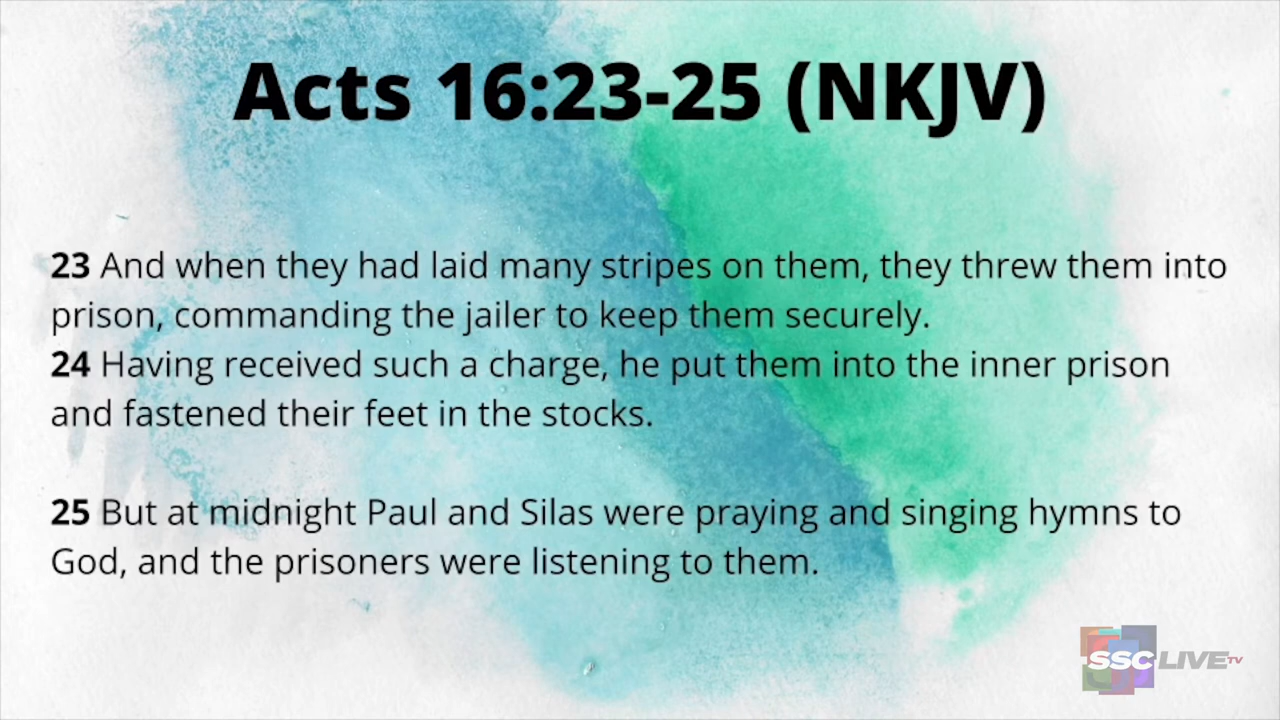 Acts 16:23-25 (NKJV)
23 And when they had laid many stripes on them, they threw them into
prison, commanding the jailer to keep them securely.
24 Having received such a charge, he put them into the inner prison
and fastened their feet in the stocks.
25 But at midnight Paul and Silas were praying and singing hymns to
God, and the prisoners were listening to them.
SSC LIVE TV